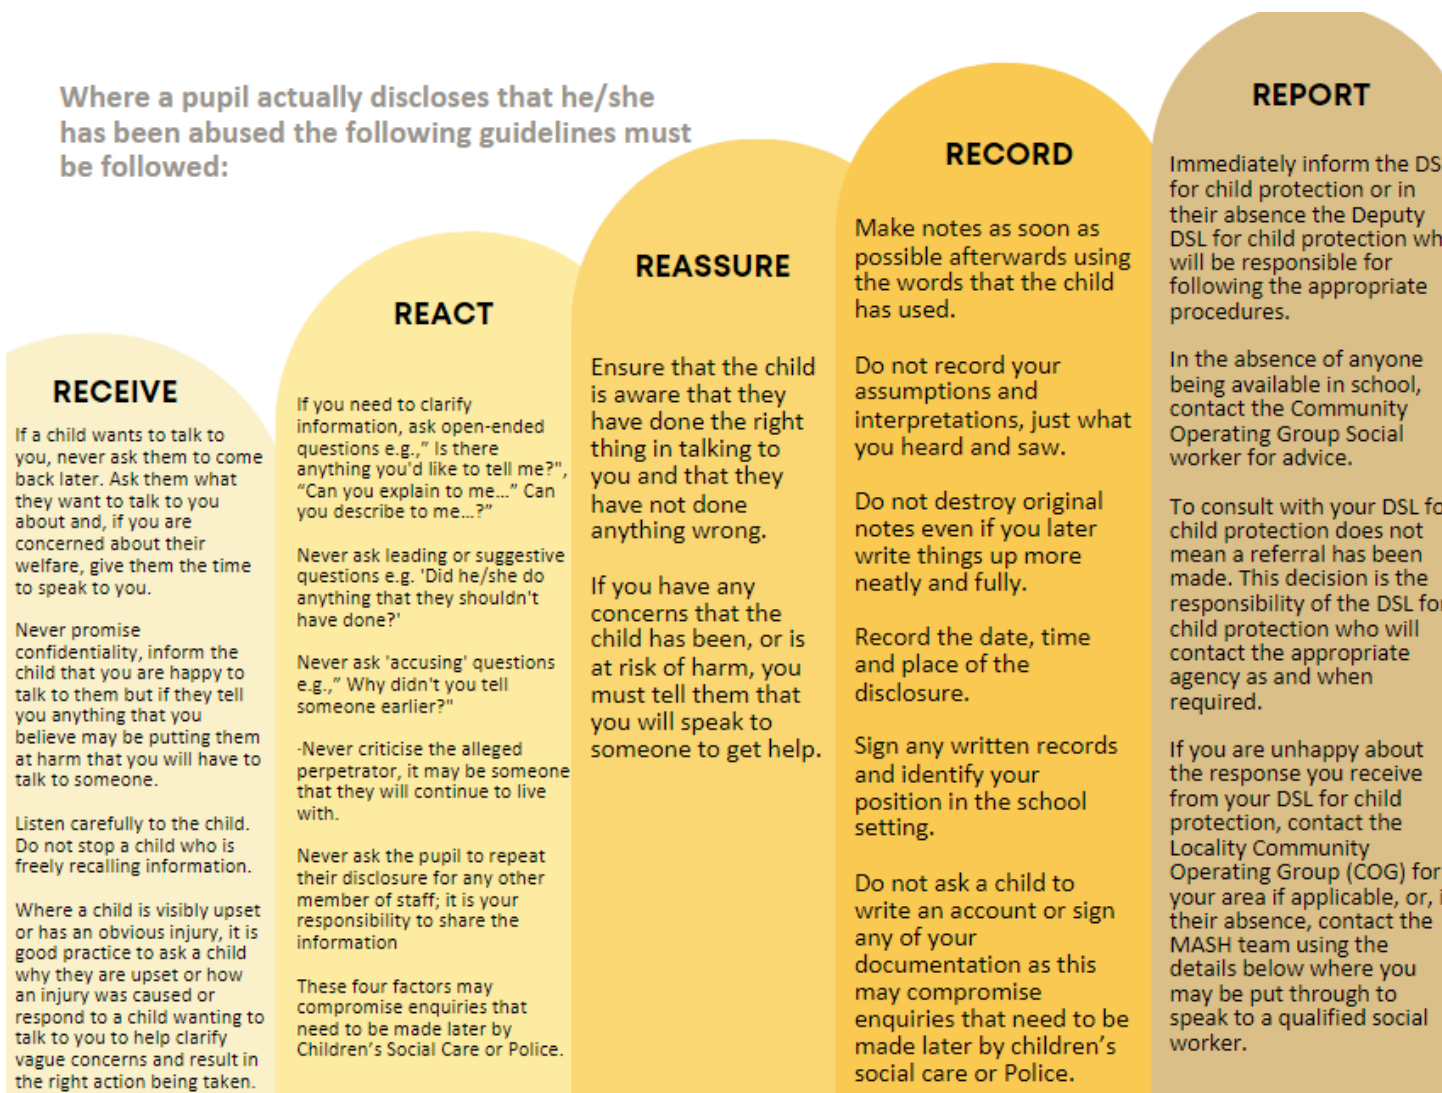 Where a pupil actually discloses that he/she
has been abused the following guidelines must
be followed:
RECEIVE
If a child wants to talk to
you, never ask them to come
back later. Ask them what
they want to talk to you
about and, if you are
concerned about their
welfare, give them the time
to speak to you.
Never promise
confidentiality, inform the
child that you are happy to
talk to them but if they tell
you anything that you
believe may be putting them
at harm that you will have to
talk to someone.
Listen carefully to the child.
Do not stop a child who is
freely recalling information.
Where a child is visibly upset
or has an obvious injury, it is
good practice to ask a child
why they are upset or how
an injury was caused or
respond to a child wanting to
talk to you to help clarify
vague concerns and result in
the right action being taken.
REACT
If you need to clarify
information, ask open-ended
questions e.g.,” Is there
anything you'd like to tell me?",
“Can you explain to me...” Can
you describe to me...?”
Never ask leading or suggestive
questions e.g. 'Did he/she do
anything that they shouldn't
have done?'
Never ask 'accusing' questions
e.g.,” Why didn't you tell
someone earlier?"
-Never criticise the alleged
perpetrator, it may be someone
that they will continue to live
with.
Never ask the pupil to repeat
their disclosure for any other
member of staff; it is your
responsibility to share the
information
These four factors may
compromise enquiries that
need to be made later by
Children’s Social Care or Police.
REASSURE
Ensure that the child
is aware that they
have done the right
thing in talking to
you and that they
have not done
anything wrong.
If you have any
concerns that the
child has been, or is
at risk of harm, you
must tell them that
you will speak to
someone to get help.
RECORD
Make notes as soon as
possible afterwards using
the words that the child
has used.
Do not record your
assumptions and
interpretations, just what
you heard and saw.
Do not destroy original
notes even if you later
write things up more
neatly and fully.
Record the date, time
and place of the
disclosure.
Sign any written records
and identify your
position in the school
setting.
Do not ask a child to
write an account or sign
any of your
documentation as this
may compromise
enquiries that need to be
made later by children’s
social care or Police.
REPORT
Immediately inform the
for child protection or in
their absence the Deputy
DSL for child protection
will be responsible for
following the appropriate
procedures.
In the absence of anyone
being available in school,
contact the Community
Operating Group Social
worker for advice.
To consult with your DSL
child protection does not
mean a referral has been
made. This decision is the
responsibility of the DSL
child protection who will
contact the appropriate
agency as and when
required.
If you are unhappy about
the response you receive
from your DSL for child
protection, contact the
Locality Community
Operating Group (COG) for
your area if applicable, or,
their absence, contact the
MASH team using the
details below where you
may be put through to
speak to a qualified social
worker.